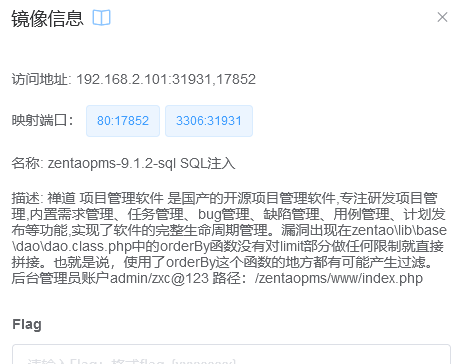 镜像信息
访问地址: 192.168.2.101:31931,17852
映射端口: 80:17852 3306:31931
名称: zentaopms-9.1.2-sql SQL注入
描述: 禅道 项目管理软件 是国产的开源项目管理软件,专注研发项目管
理,内置需求管理、任务管理、bug管理、缺陷管理、用例管理、计划发
布等功能,实现了软件的完整生命周期管理。漏洞出现在zentao\lib\base
\dao\dao.class.php中的orderBy函数没有对limit部分做任何限制就直接
拼接。也就是说，使用了orderBy这个函数的地方都有可能产生过滤。
后台管理员账户admin/zxc@123 路径：/zentaopms/www/index.php
Flag